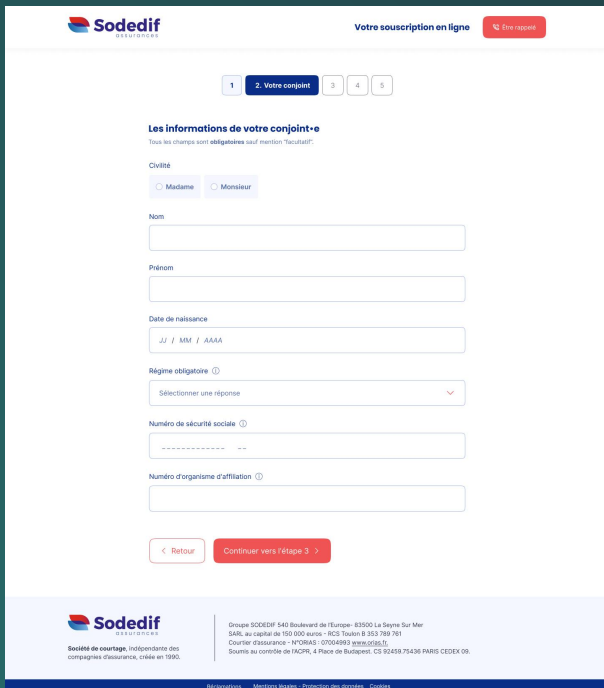 Sodedif
assurances
Votre souscription en ligne
Être rappelé
1
2. Votre conjoint
3
4
5
Les informations de votre conjoint•e
Tous les champs sont obligatoires sauf mention "facultatif".
Civilité
Madame
Monsieur
Nom
Prénom
Date de naissance
JJ / MM / AAAA
Régime obligatoire
Sélectionner une réponse
Numéro de sécurité sociale
_____________ __
Numéro d'organisme d'affiliation
< Retour
Continuer vers l'étape 3 >
Sodedif
assurances
Société de courtage, indépendante des
compagnies d'assurance, créée en 1990.
Groupe SODEDIF 540 Boulevard de l'Europe- 83500 La Seyne Sur Mer
SARL au capital de 150 000 euros - RCS Toulon B 353 789 761
Courtier d'assurance - N°ORIAS : 07004993 www.orias.fr.
Soumis au contrôle de l'ACPR, 4 Place de Budapest. CS 92459.75436 PARIS CEDEX 09.
Réclamations Mentions légales - Protection des données Cookies